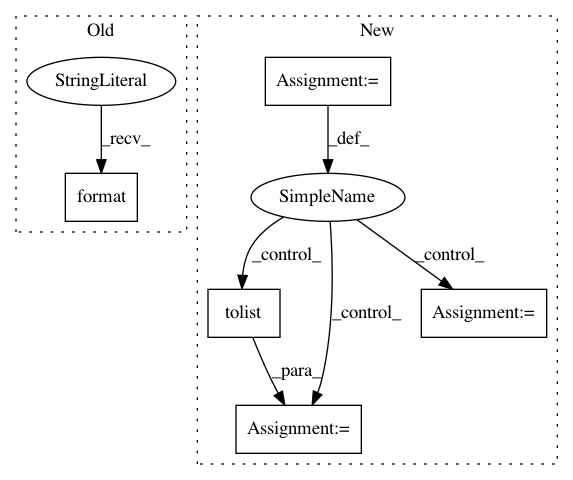 Old
New
StringLiteral
Assignment:=
_recv_
_def_
format
SimpleName
_control_
_control_
_control_
tolist
Assignment:=
_para_
Assignment:=